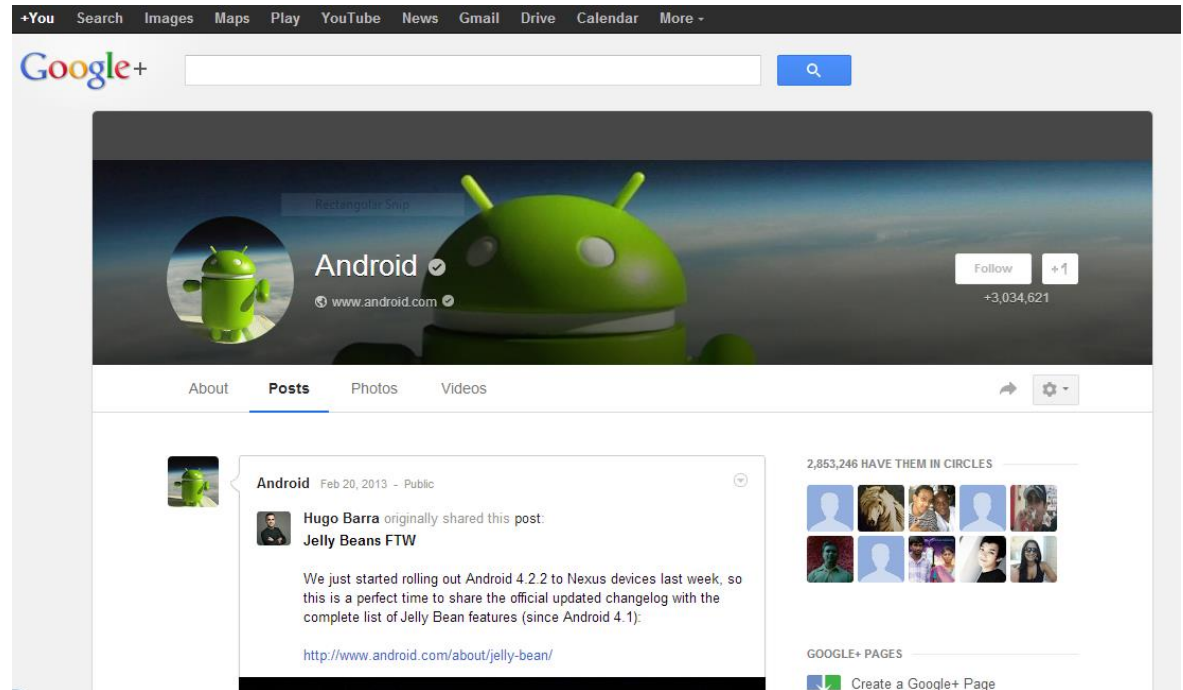 +You Search Images Maps Play YouTube News Gmail Drive Calendar More
Google+
Rectangular Snip
Android
www.android.com
Follow +1
+3,034,621
About Posts Photos Videos
Android Feb 20, 2013 - Public
Hugo Barra originally shared this post:
Jelly Beans FTW
We just started rolling out Android 4.2.2 to Nexus devices last week, so
this is a perfect time to share the official updated changelog with the
complete list of Jelly Bean features (since Android 4.1):
http://www.android.com/about/jelly-bean/
2,853,246 HAVE THEM IN CIRCLES
GOOGLE+ PAGES
Create a Google+ Page